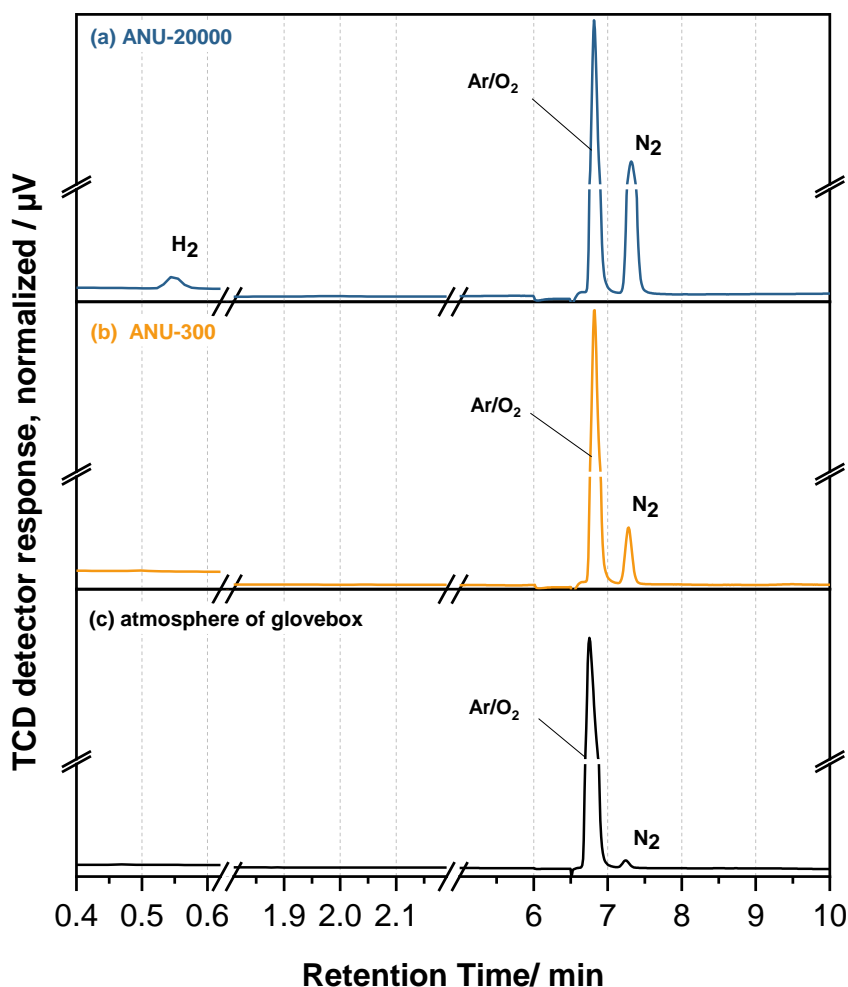 (a) ANU-20000
Ar/O₂
N₂
H₂
(b) ANU-300
Ar/O₂
N₂
(c) atmosphere of glovebox
Ar/O₂
N₂
TCD detector response, normalized / µV
0.4 0.5 0.6 1.9 2.0 2.1 6 7 8 9 10
Retention Time/ min